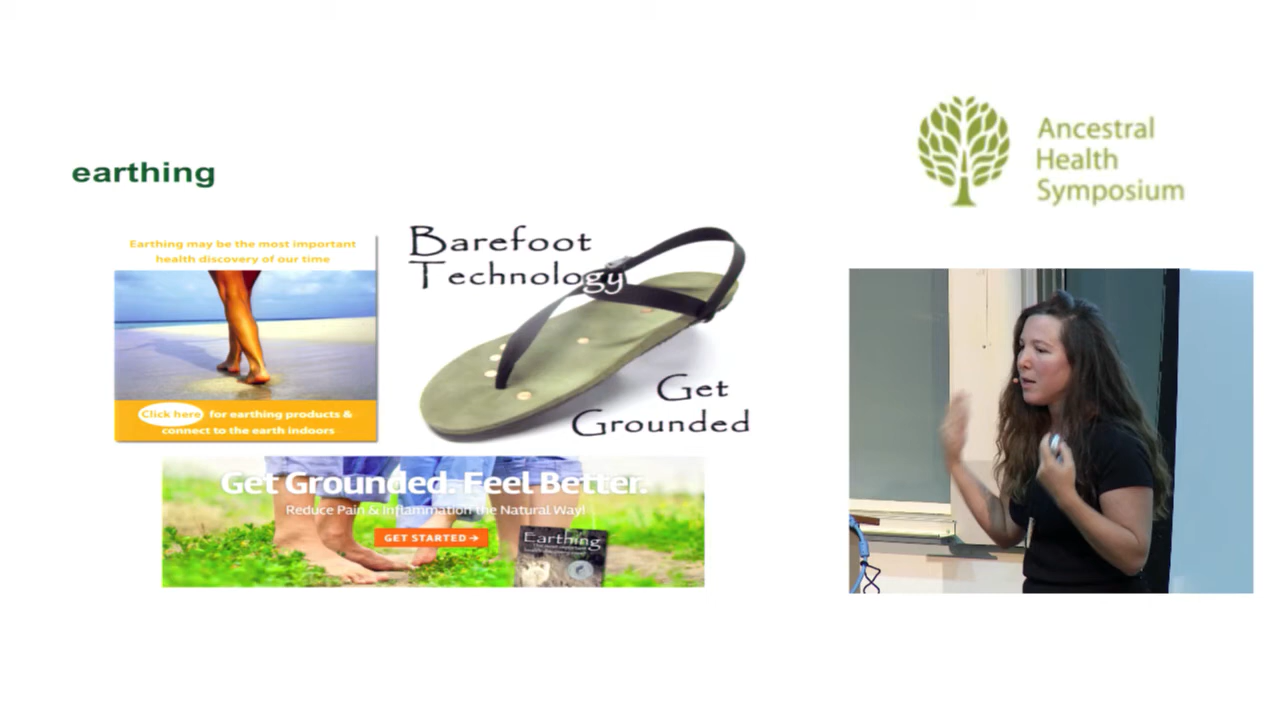 earthing
Ancestral
Health
Symposium
Earthing may be the most important
health discovery of our time
Click here for earthing products &
connect to the earth indoors
Barefoot
Technology
Get
Grounded
Get Grounded. Feel Better.
Reduce Pain & Inflammation the Natural Way!
GET STARTED →
Earthing